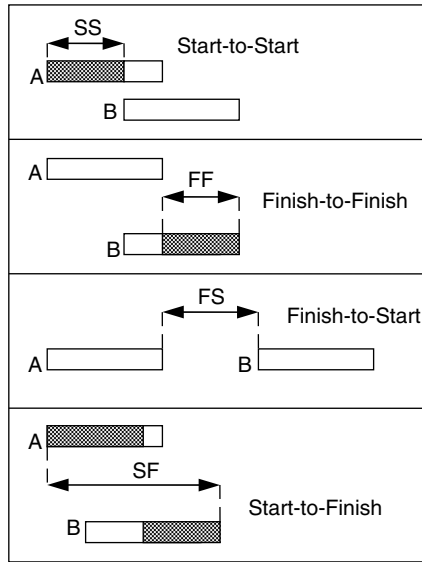 SS
Start-to-Start
A
B
A
FF
Finish-to-Finish
B
FS
Finish-to-Start
A
B
A
SF
B
Start-to-Finish